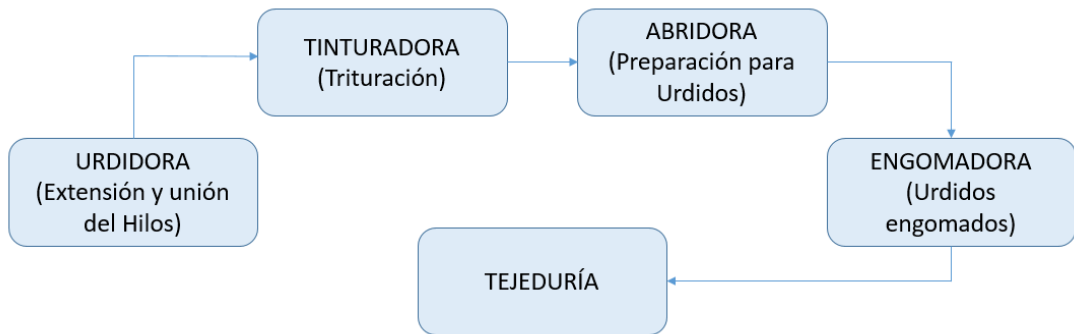 URDIDORA
(Extensión y unión
del Hilos)
TINTURADORA
(Trituración)
ABRIDORA
(Preparación para
Urdidos)
ENGOMADORA
(Urdidos
engomados)
TEJEDURÍA